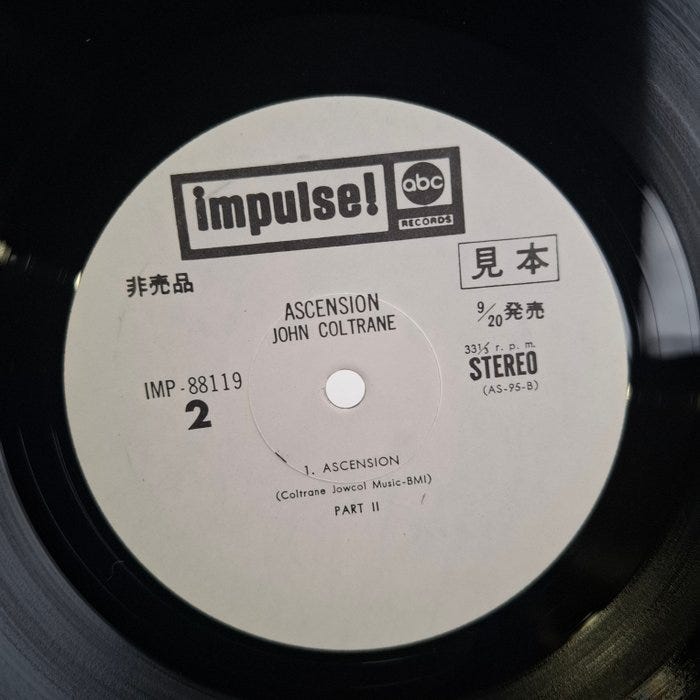 impulse!
abc
RECORDS
非売品
見本
ASCENSION
JOHN COLTRANE
9/20発売
IMP-88119
2
33⅓ r. p. m.
STEREO
(AS-95-B)
1. ASCENSION
(Coltrane Jowcol Music-BMI)
PART II